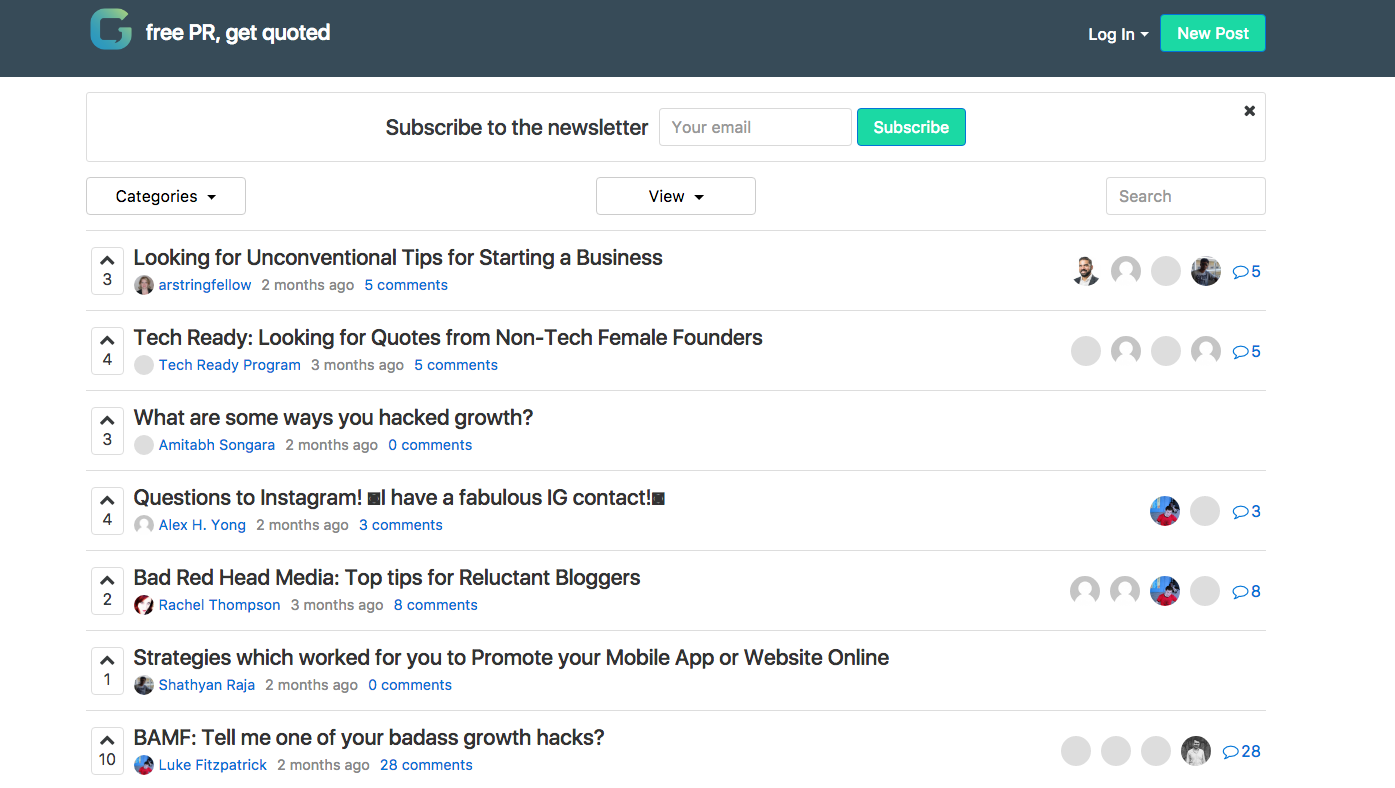 free PR, get quoted
Log In
New Post
Subscribe to the newsletter
Your email
Subscribe
Categories
View
Search
3
Looking for Unconventional Tips for Starting a Business
arstringfellow 2 months ago 5 comments
5
4
Tech Ready: Looking for Quotes from Non-Tech Female Founders
Tech Ready Program 3 months ago 5 comments
5
3
What are some ways you hacked growth?
Amitabh Songara 2 months ago 0 comments
4
Questions to Instagram! I have a fabulous IG contact!
Alex H. Yong 2 months ago 3 comments
3
2
Bad Red Head Media: Top tips for Reluctant Bloggers
Rachel Thompson 3 months ago 8 comments
8
1
Strategies which worked for you to Promote your Mobile App or Website Online
Shathyan Raja 2 months ago 0 comments
10
BAMF: Tell me one of your badass growth hacks?
Luke Fitzpatrick 2 months ago 28 comments
28